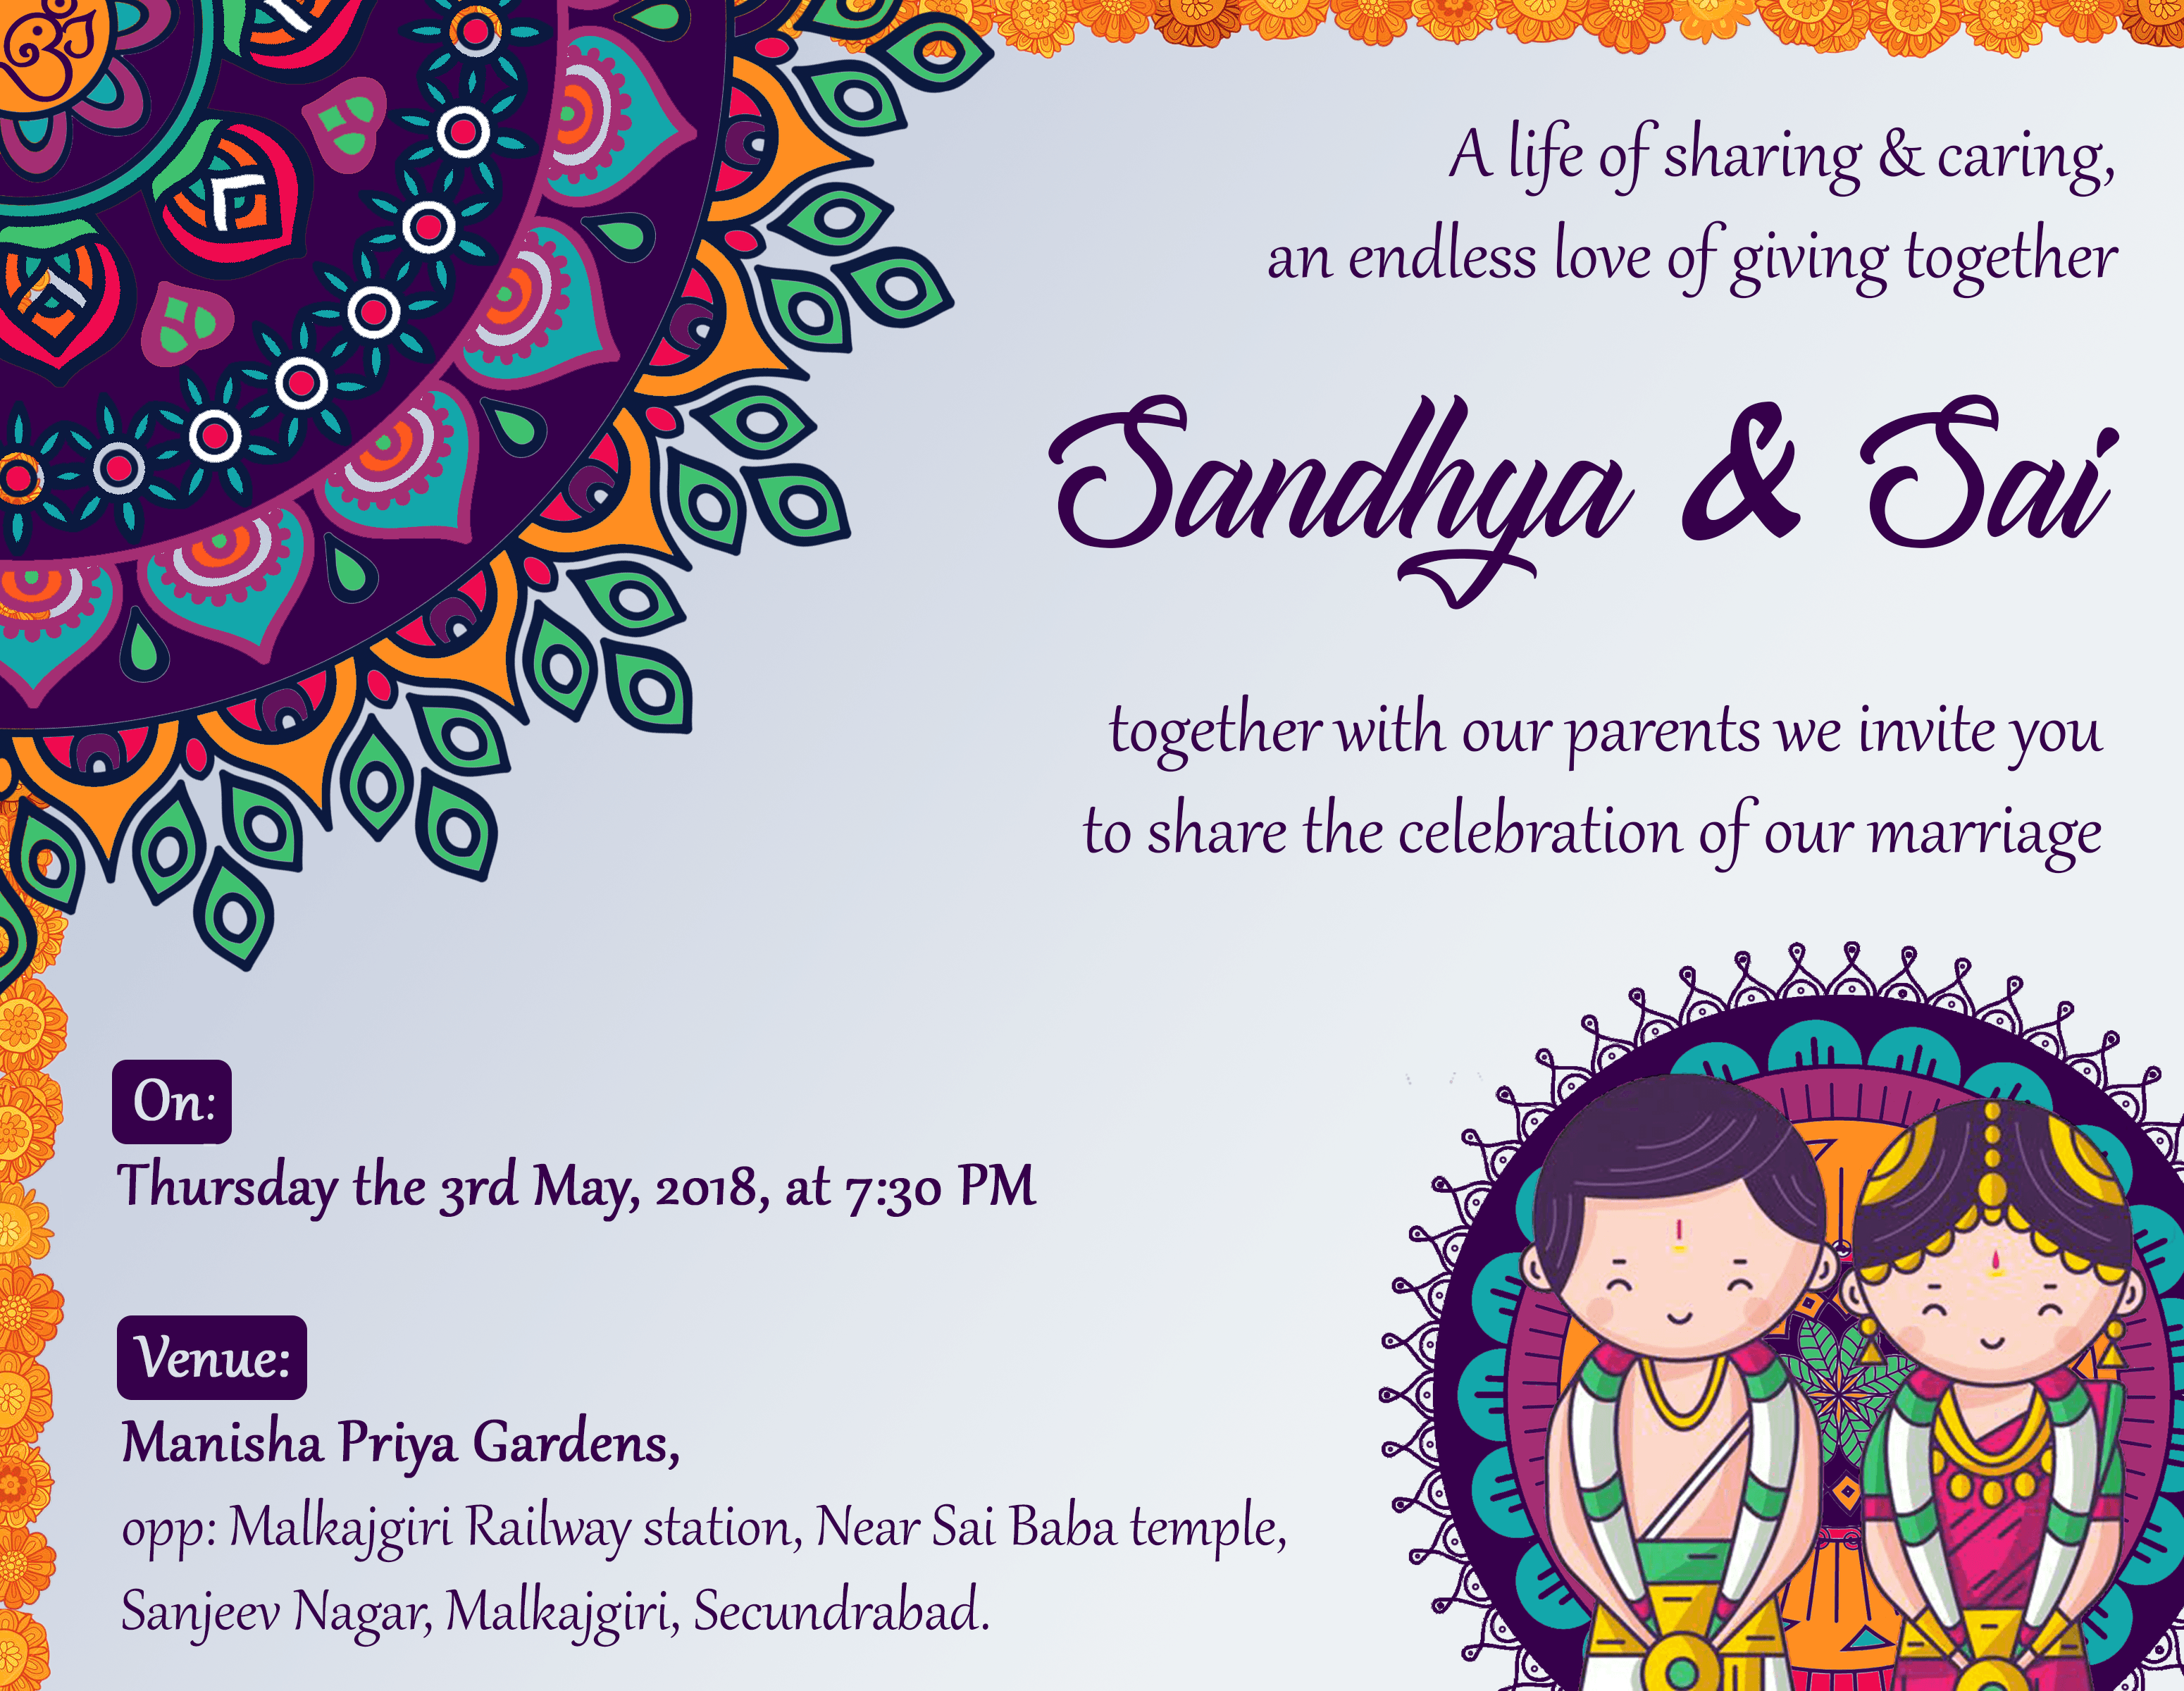 ॐ
A life of sharing & caring,
an endless love of giving together
Sandhya & Sai
together with our parents we invite you
to share the celebration of our marriage
On:
Thursday the 3rd May, 2018, at 7:30 PM
Venue:
Manisha Priya Gardens,
opp: Malkajgiri Railway station, Near Sai Baba temple,
Sanjeev Nagar, Malkajgiri, Secundrabad.